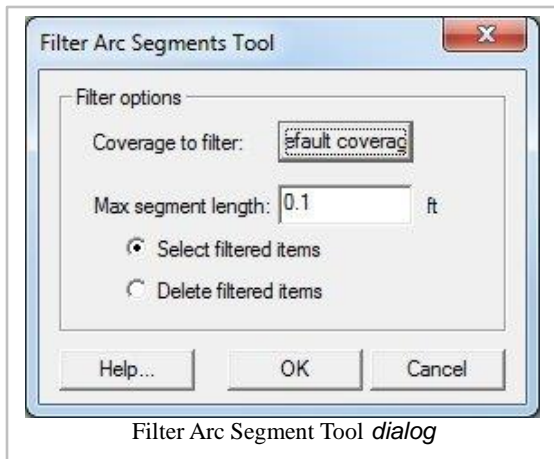 Filter Arc Segments Tool
Filter options
Coverage to filter: efault coverag
Max segment length: 0.1 ft
Select filtered items
Delete filtered items
Help... OK Cancel
Filter Arc Segment Tool dialog